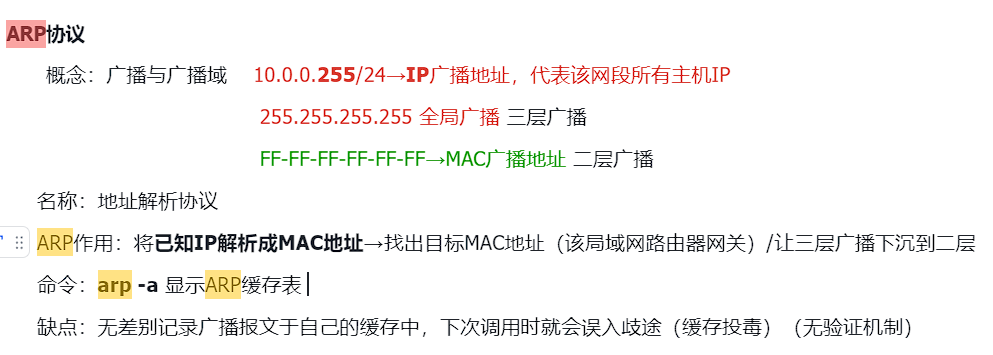 ARP协议
概念：广播与广播域 10.0.0.255/24→IP广播地址，代表该网段所有主机IP
255.255.255.255 全局广播 三层广播
FF-FF-FF-FF-FF-FF→MAC广播地址 二层广播
名称：地址解析协议
ARP作用：将已知IP解析成MAC地址→找出目标MAC地址（该局域网路由器网关）/让三层广播下沉到二层
命令：arp -a 显示ARP缓存表
缺点：无差别记录广播报文于自己的缓存中，下次调用时就会误入歧途（缓存投毒）（无验证机制）